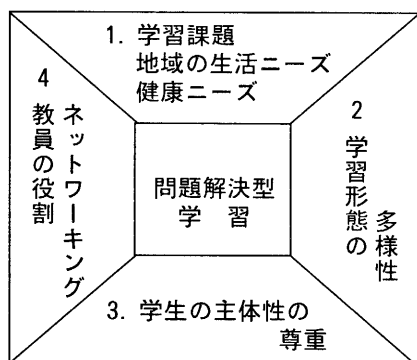 1. 学習課題
地域の生活ニーズ
健康ニーズ
2 学習形態の
多様性
問題解決型
学 習
3. 学生の主体性の
尊重
4 ネットワーキング
教員の役割